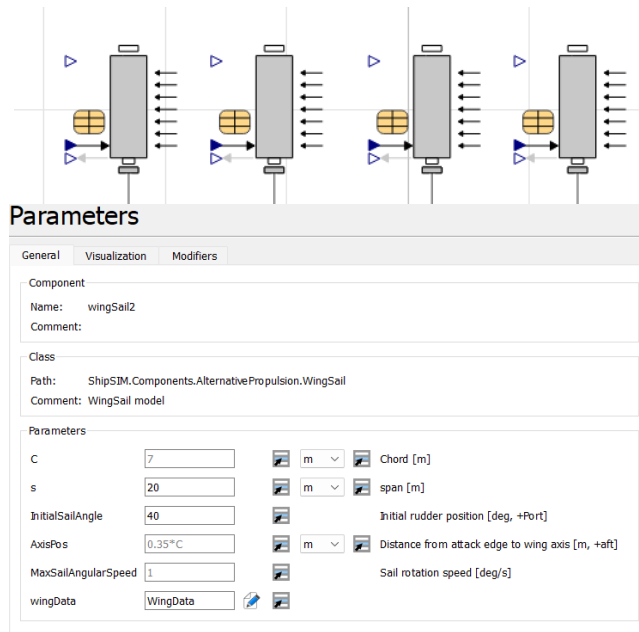 Parameters
General Visualization Modifiers
Component
Name: wingSail2
Comment:
Class
Path: ShipSIM.Components.AlternativePropulsion.WingSail
Comment: WingSail model
Parameters
C 7 m Chord [m]
s 20 m span [m]
InitialSailAngle 40 Initial rudder position [deg, +Port]
AxisPos 0.35*C m Distance from attack edge to wing axis [m, +aft]
MaxSailAngularSpeed 1 Sail rotation speed [deg/s]
wingData WingData